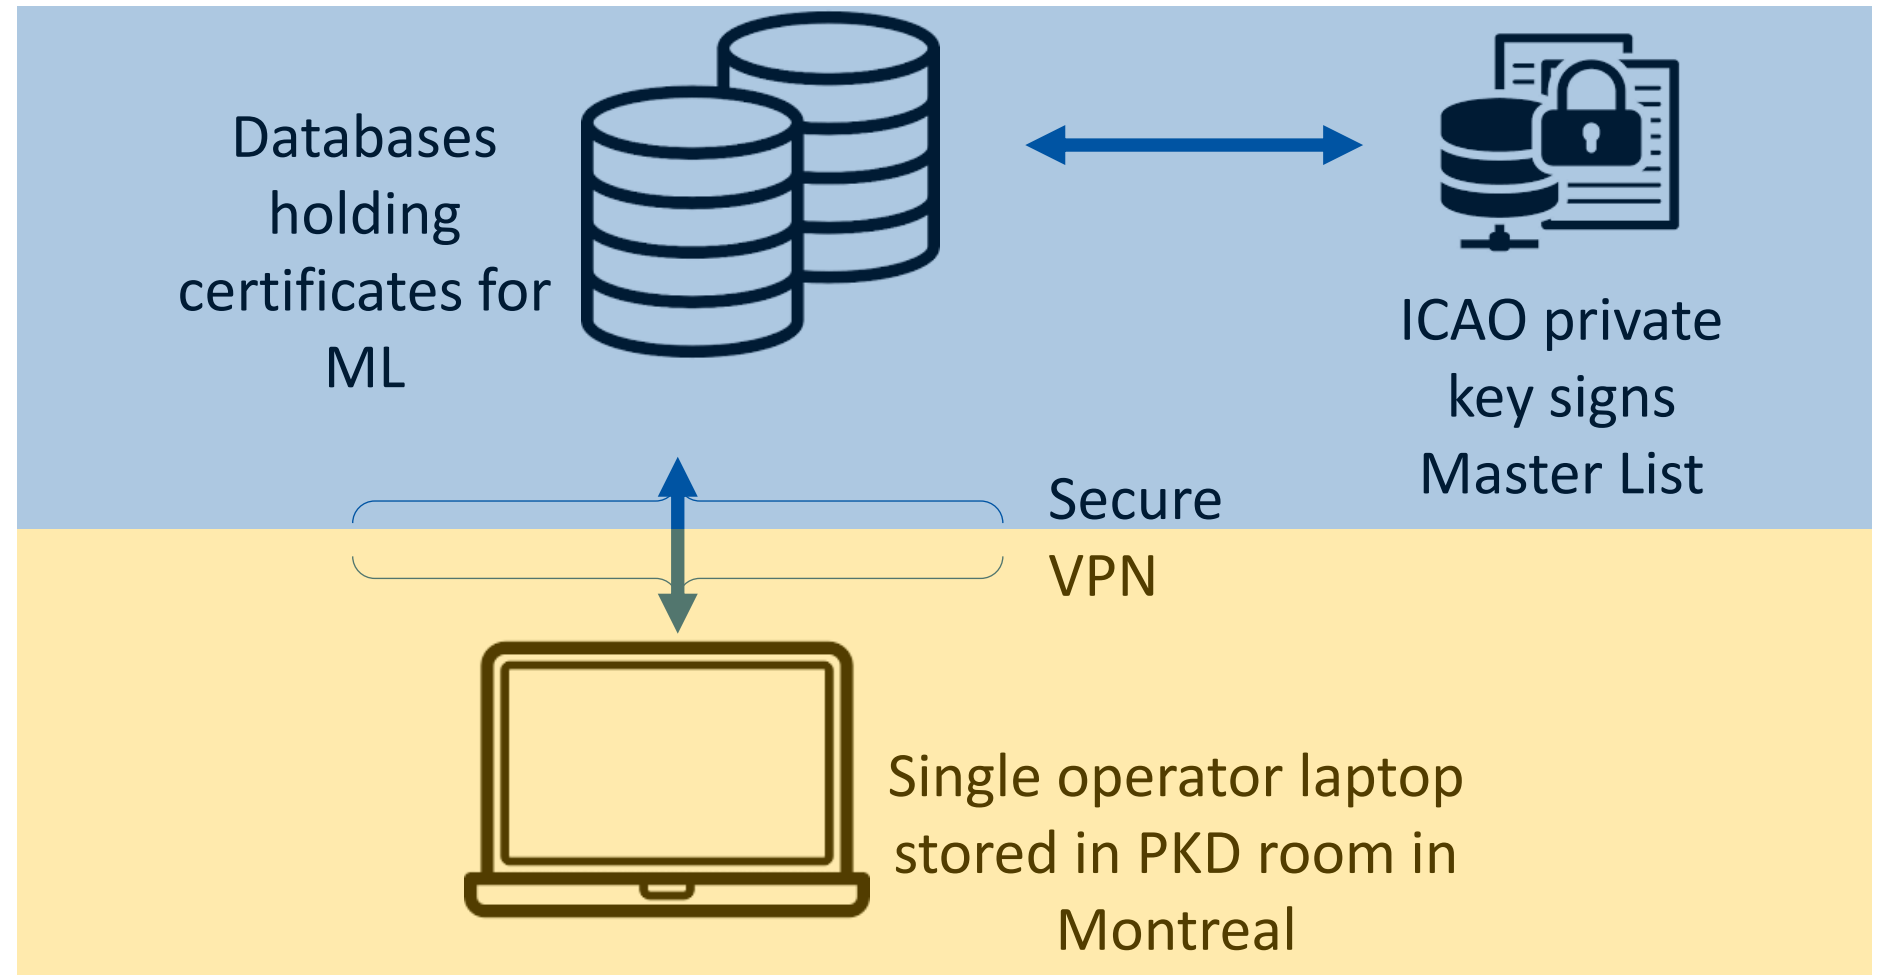 Databases
holding
certificates for
ML
ICAO private
key signs
Master List
Secure
VPN
Single operator laptop
stored in PKD room in
Montreal